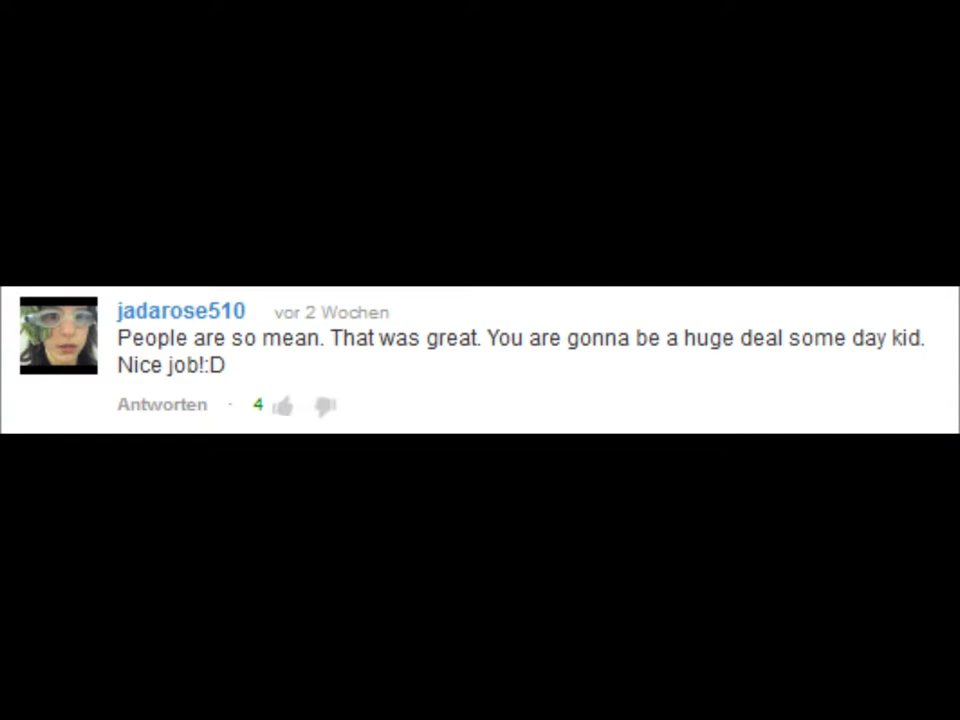 jadarose510 vor 2 Wochen
People are so mean. That was great. You are gonna be a huge deal some day kid.
Nice job!:D
Antworten · 4